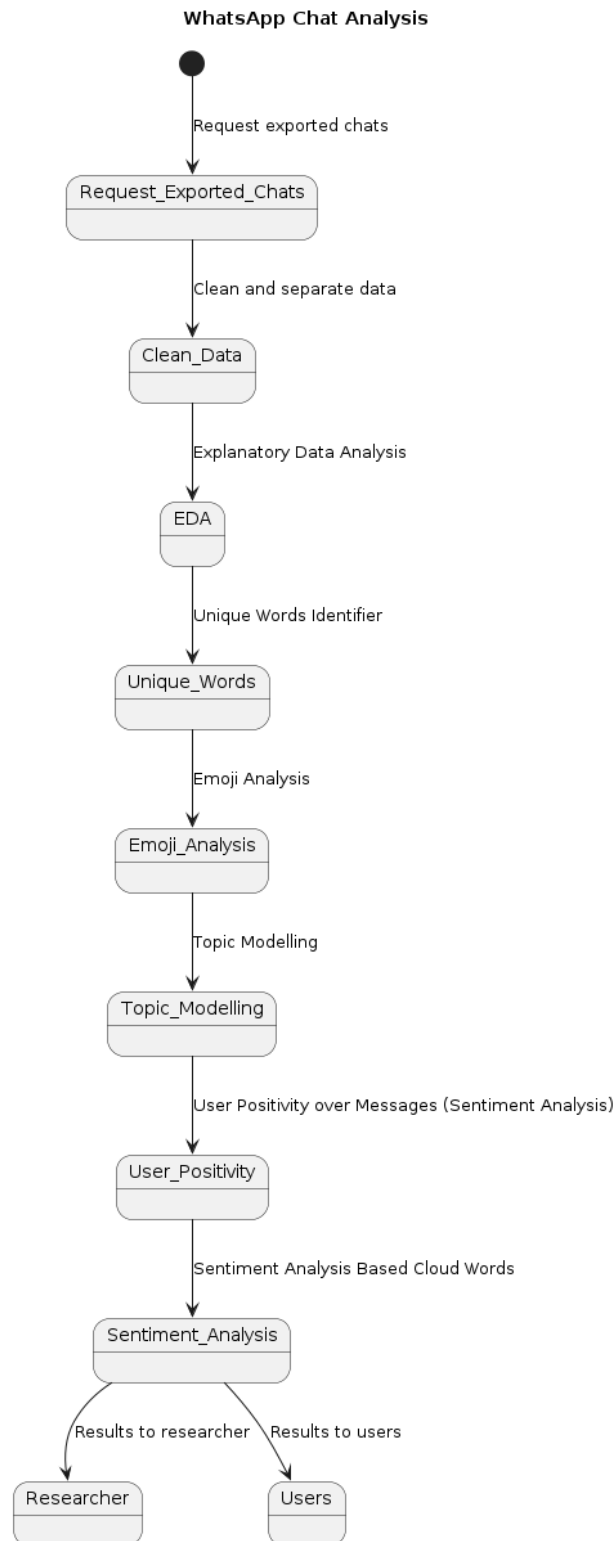 WhatsApp Chat Analysis
Request exported chats
Request_Exported_Chats
Clean and separate data
Clean_Data
Explanatory Data Analysis
EDA
Unique Words Identifier
Unique_Words
Emoji Analysis
Emoji_Analysis
Topic Modelling
Topic_Modelling
User Positivity over Messages (Sentiment Analysis)
User_Positivity
Sentiment Analysis Based Cloud Words
Sentiment_Analysis
Results to researcher
Results to users
Researcher
Users